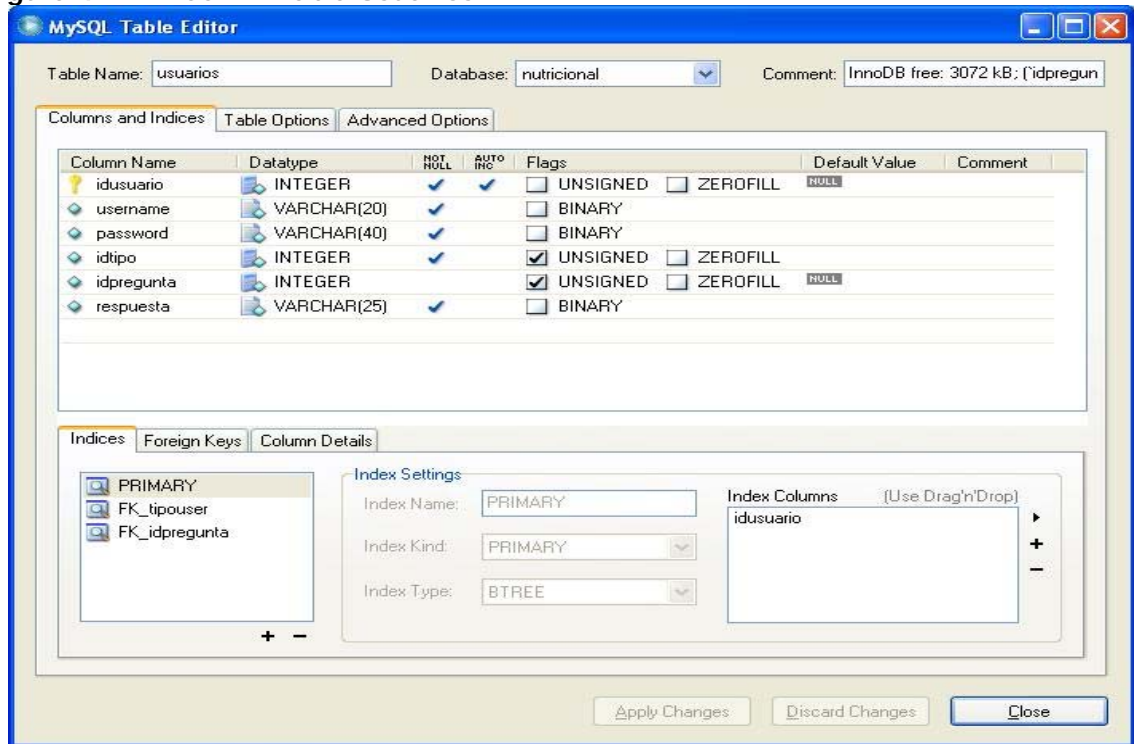 MySQL Table Editor
Table Name: usuarios Database: nutricional Comment: InnoDB free: 3072 kB; (`idpregun
Columns and Indices Table Options Advanced Options
Column Name Datatype NOT NULL AUTO INC Flags Default Value Comment
idusuario INTEGER UNSIGNED ZEROFILL NULL
username VARCHAR(20) BINARY
password VARCHAR(40) BINARY
idtipo INTEGER UNSIGNED ZEROFILL
idpregunta INTEGER UNSIGNED ZEROFILL NULL
respuesta VARCHAR(25) BINARY
Indices Foreign Keys Column Details
PRIMARY
FK_tipouser
FK_idpregunta
Index Settings
Index Name: PRIMARY
Index Kind: PRIMARY
Index Type: BTREE
Index Columns (Use Drag'n'Drop)
idusuario
Apply Changes Discard Changes Close